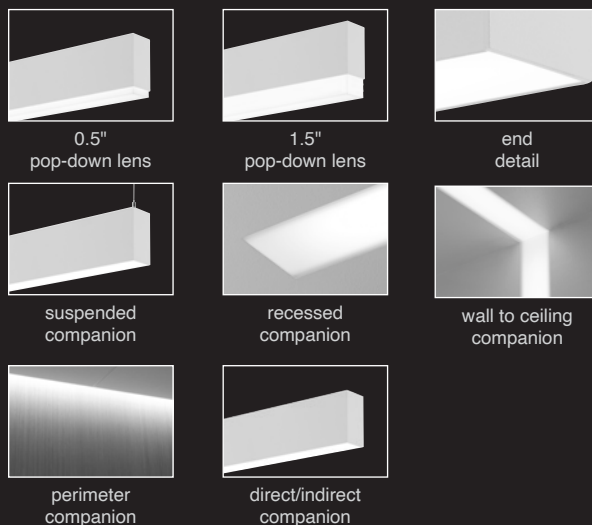 0.5"
pop-down lens
1.5"
pop-down lens
end
detail
suspended
companion
recessed
companion
wall to ceiling
companion
perimeter
companion
direct/indirect
companion